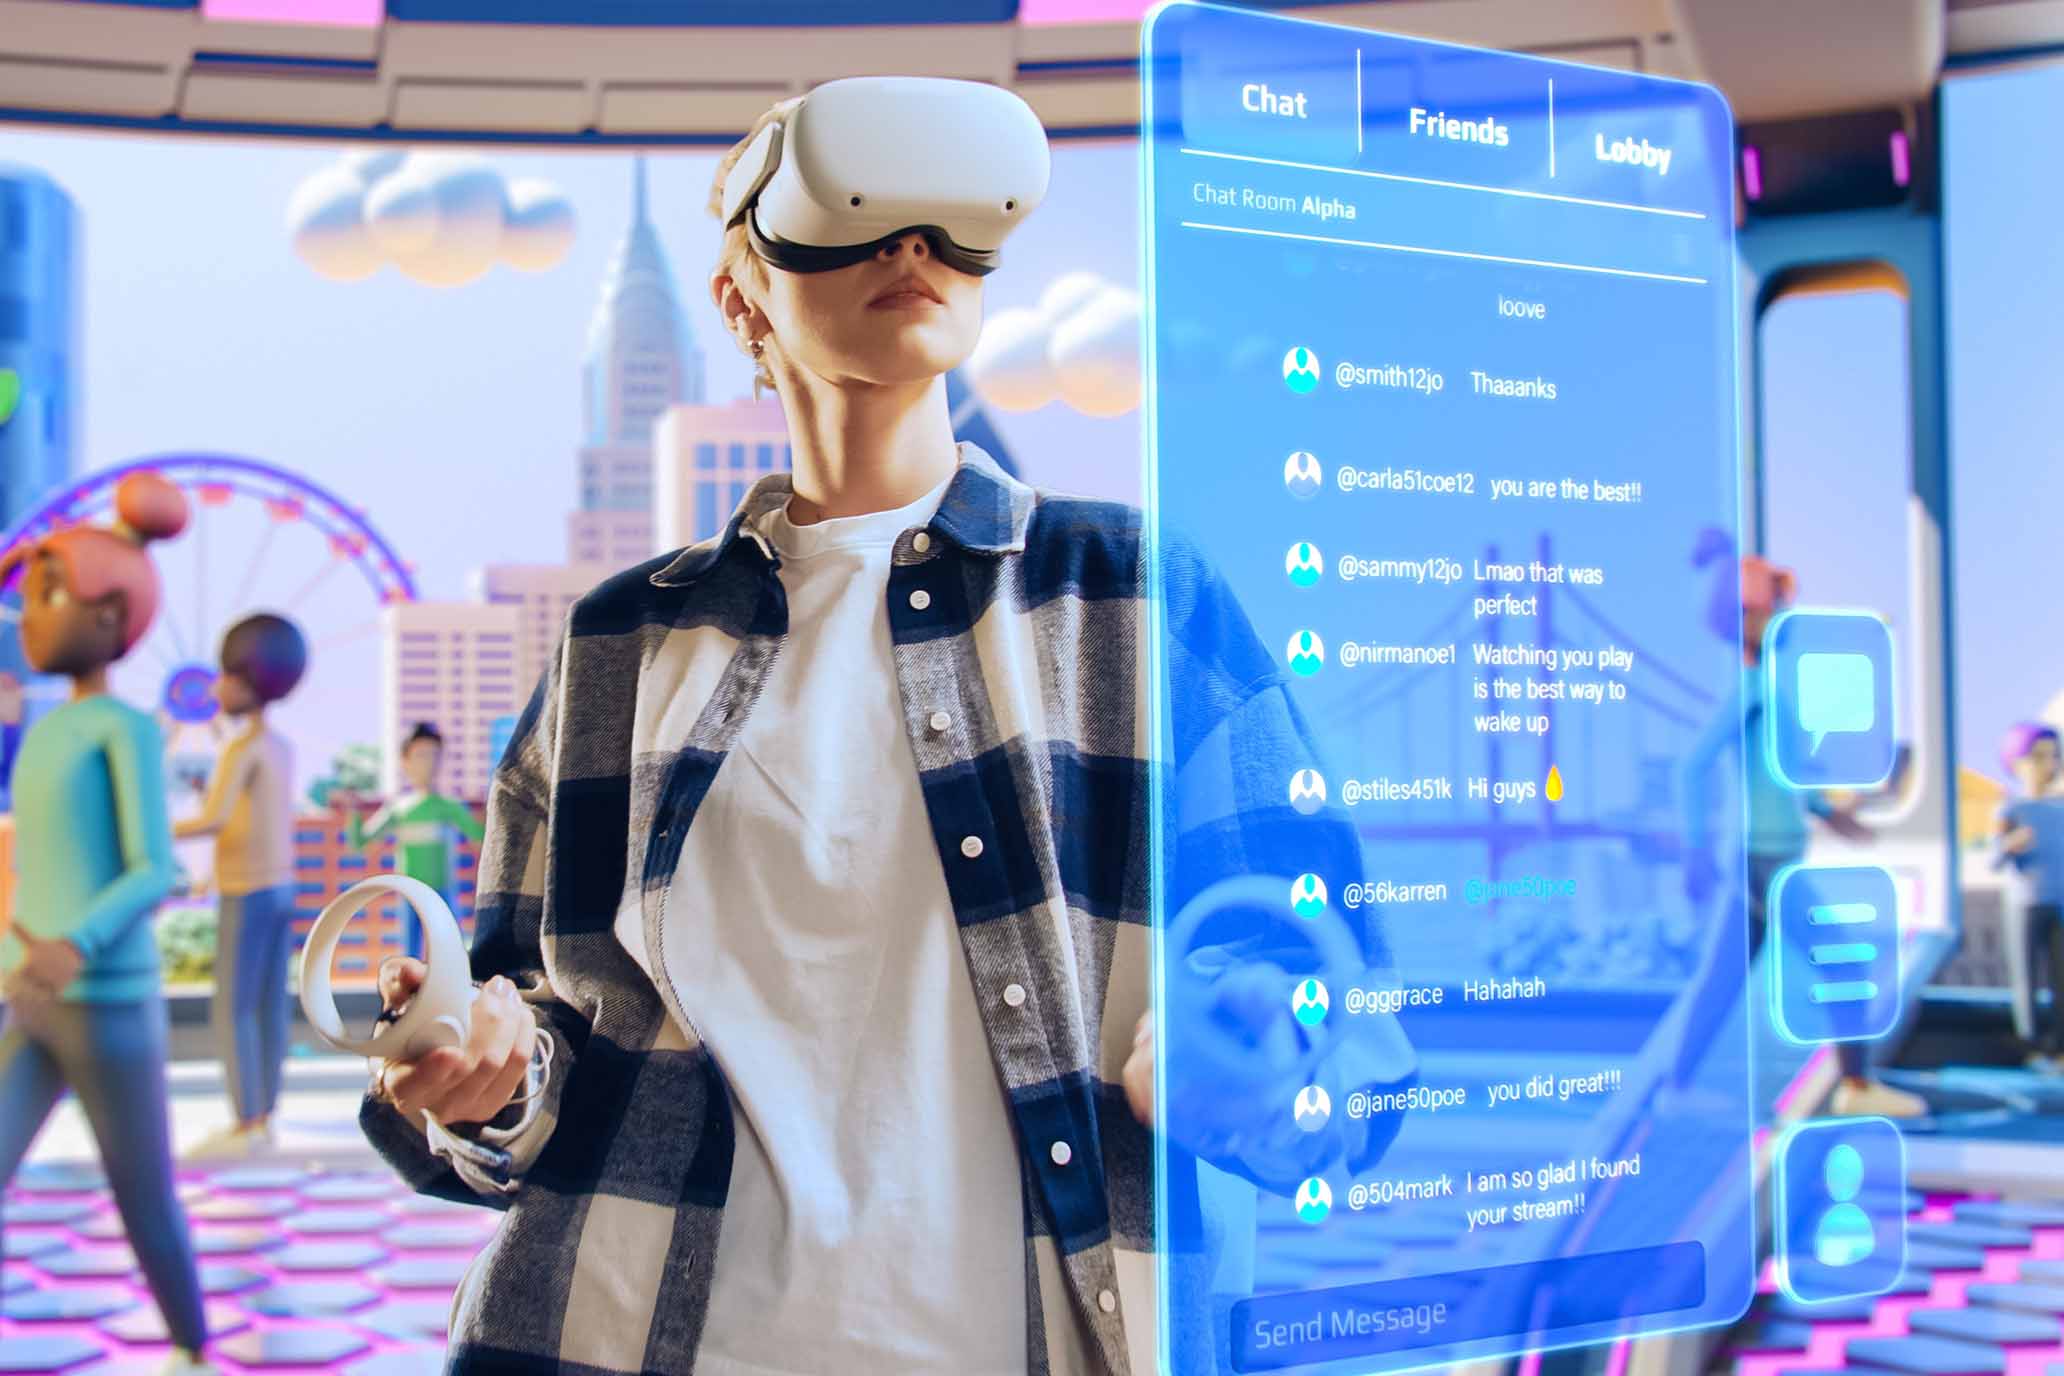 Chat Friends Lobby
Chat Room Alpha
loove
@smith12jo Thaaanks
@carla51coe12 you are the best!!
@sammy12jo Lmao that was
perfect
@nirmanoe1 Watching you play
is the best way to
wake up
@stiles451k Hi guys
@56karren @jane50poe
@gggrace Hahahah
@jane50poe you did great!!!
@504mark I am so glad I found
your stream!!
Send Message